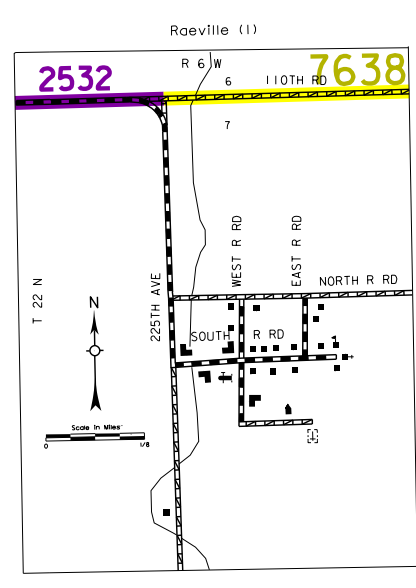 Raeville (1)
R 6 W
2532
6
110TH RD
7638
7
T 22 N
N
225TH AVE
WEST R RD
EAST R RD
NORTH R RD
SOUTH R RD
Scale in Miles
0 1/8